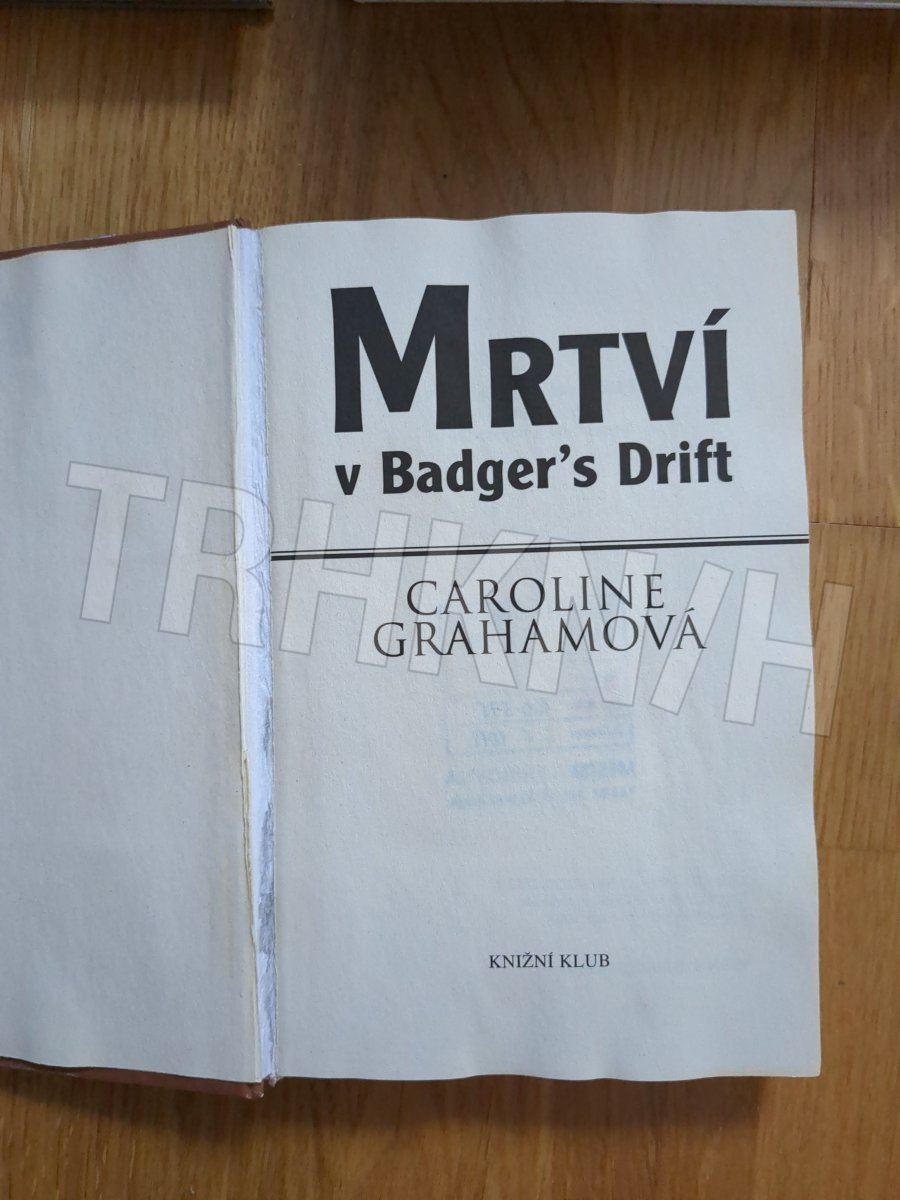 MRTVÍ
v Badger's Drift
CAROLINE
GRAHAMOVÁ
KNIŽNÍ KLUB
TRHKNIH